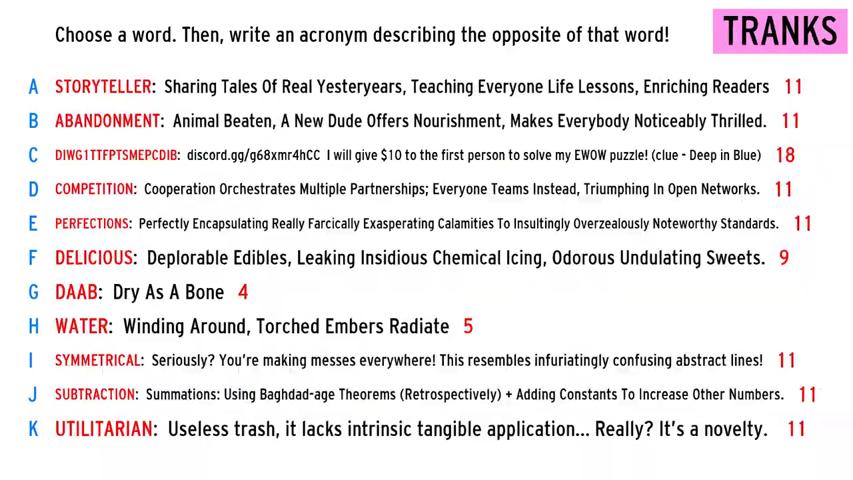 Choose a word. Then, write an acronym describing the opposite of that word!
TRANKS
A STORYTELLER: Sharing Tales Of Real Yesteryears, Teaching Everyone Life Lessons, Enriching Readers 11
B ABANDONMENT: Animal Beaten, A New Dude Offers Nourishment, Makes Everybody Noticeably Thrilled. 11
C DIWG1TTFPTSMEPCDIB: discord.gg/g68xmr4hCC I will give $10 to the first person to solve my EWOW puzzle! (clue - Deep in Blue) 18
D COMPETITION: Cooperation Orchestrates Multiple Partnerships; Everyone Teams Instead, Triumphing In Open Networks. 11
E PERFECTIONS: Perfectly Encapsulating Really Farcically Exasperating Calamities To Insultingly Overzealously Noteworthy Standards. 11
F DELICIOUS: Deplorable Edibles, Leaking Insidious Chemical Icing, Odorous Undulating Sweets. 9
G DAAB: Dry As A Bone 4
H WATER: Winding Around, Torched Embers Radiate 5
I SYMMETRICAL: Seriously? You're making messes everywhere! This resembles infuriatingly confusing abstract lines! 11
J SUBTRACTION: Summations: Using Baghdad-age Theorems (Retrospectively) + Adding Constants To Increase Other Numbers. 11
K UTILITARIAN: Useless trash, it lacks intrinsic tangible application... Really? It's a novelty. 11